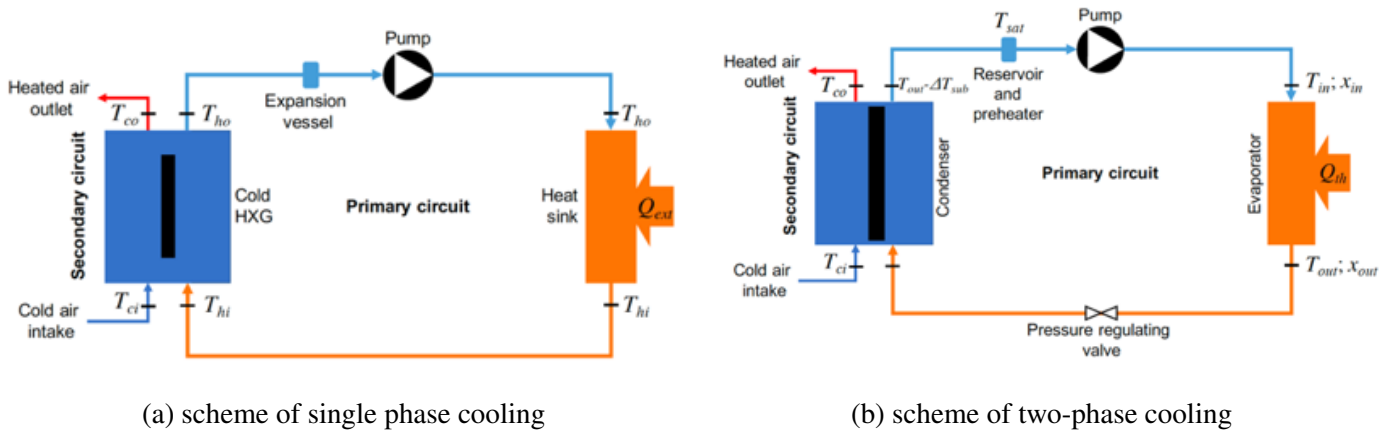 Pump
Heated air
outlet
T_co
T_ho
Expansion
vessel
T_ho
Secondary circuit
Cold
HXG
Primary circuit
Heat
sink
Q_ext
T_ci
T_hi
T_hi
Cold air
intake
(a) scheme of single phase cooling
Pump
T_sat
Heated air
outlet
T_co
T_out-ΔT_sub
Reservoir
and
preheater
T_in; x_in
Secondary circuit
Condenser
Primary circuit
Evaporator
Q_th
T_ci
Cold air
intake
T_out; x_out
Pressure regulating
valve
(b) scheme of two-phase cooling